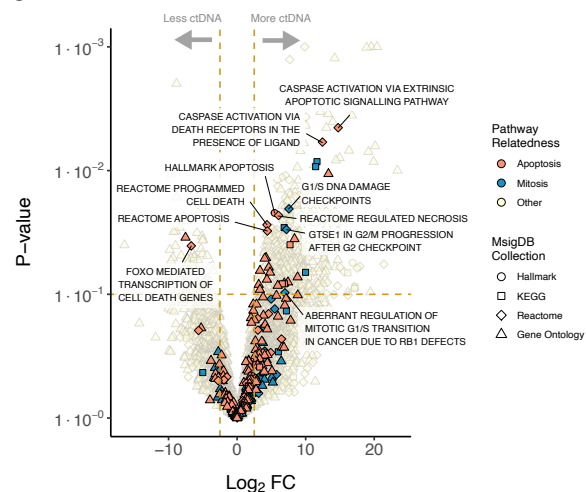 Less ctDNA
More ctDNA
1 · 10⁻³
1 · 10⁻²
1 · 10⁻¹
1 · 10⁻⁰
P-value
CASPASE ACTIVATION VIA EXTRINSIC
APOPTOTIC SIGNALLING PATHWAY
CASPASE ACTIVATION VIA
DEATH RECEPTORS IN THE
PRESENCE OF LIGAND
HALLMARK APOPTOSIS
REACTOME PROGRAMMED
CELL DEATH
REACTOME APOPTOSIS
G1/S DNA DAMAGE
CHECKPOINTS
REACTOME REGULATED NECROSIS
GTSE1 IN G2/M PROGRESSION
AFTER G2 CHECKPOINT
FOXO MEDIATED
TRANSCRIPTION OF
CELL DEATH GENES
ABERRANT REGULATION OF
MITOTIC G1/S TRANSITION
IN CANCER DUE TO RB1 DEFECTS
−10
0
10
20
Log₂ FC
Pathway
Relatedness
Apoptosis
Mitosis
Other
MsigDB
Collection
Hallmark
KEGG
Reactome
Gene Ontology